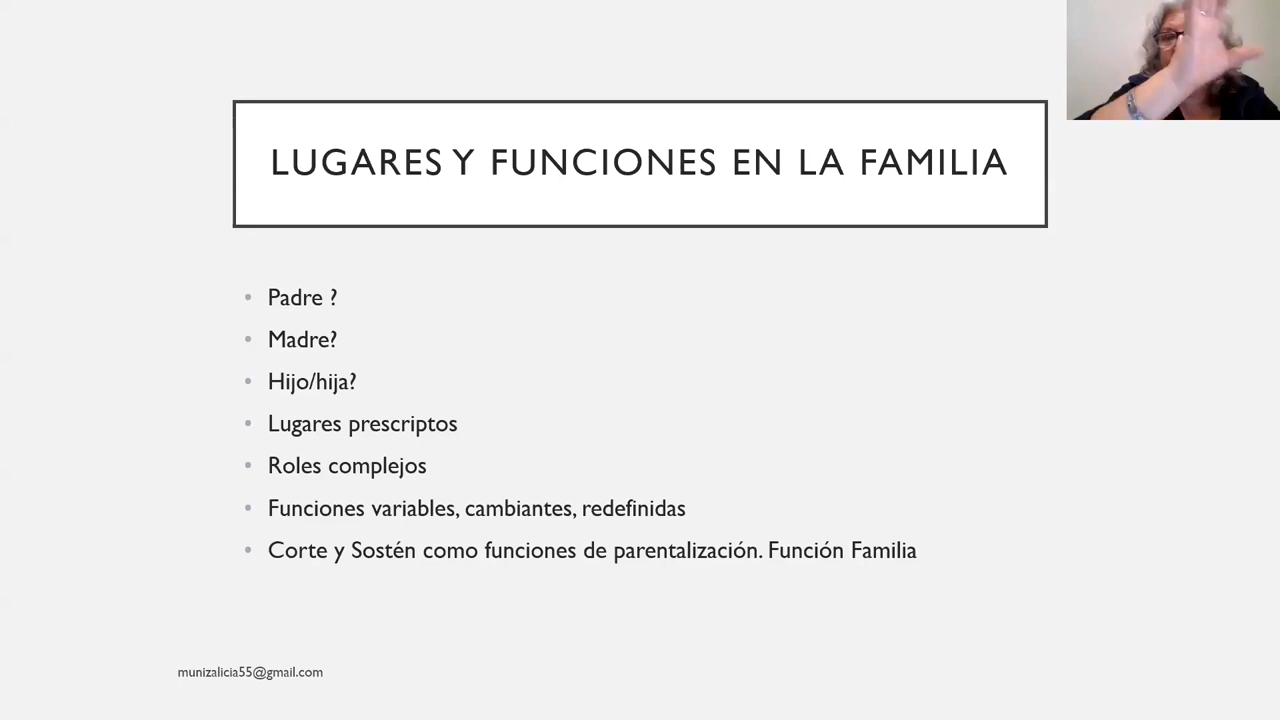 LUGARES Y FUNCIONES EN LA FAMILIA
• Padre ?
• Madre?
• Hijo/hija?
• Lugares prescriptos
• Roles complejos
• Funciones variables, cambiantes, redefinidas
• Corte y Sostén como funciones de parentalización. Función Familia
munizalicia55@gmail.com